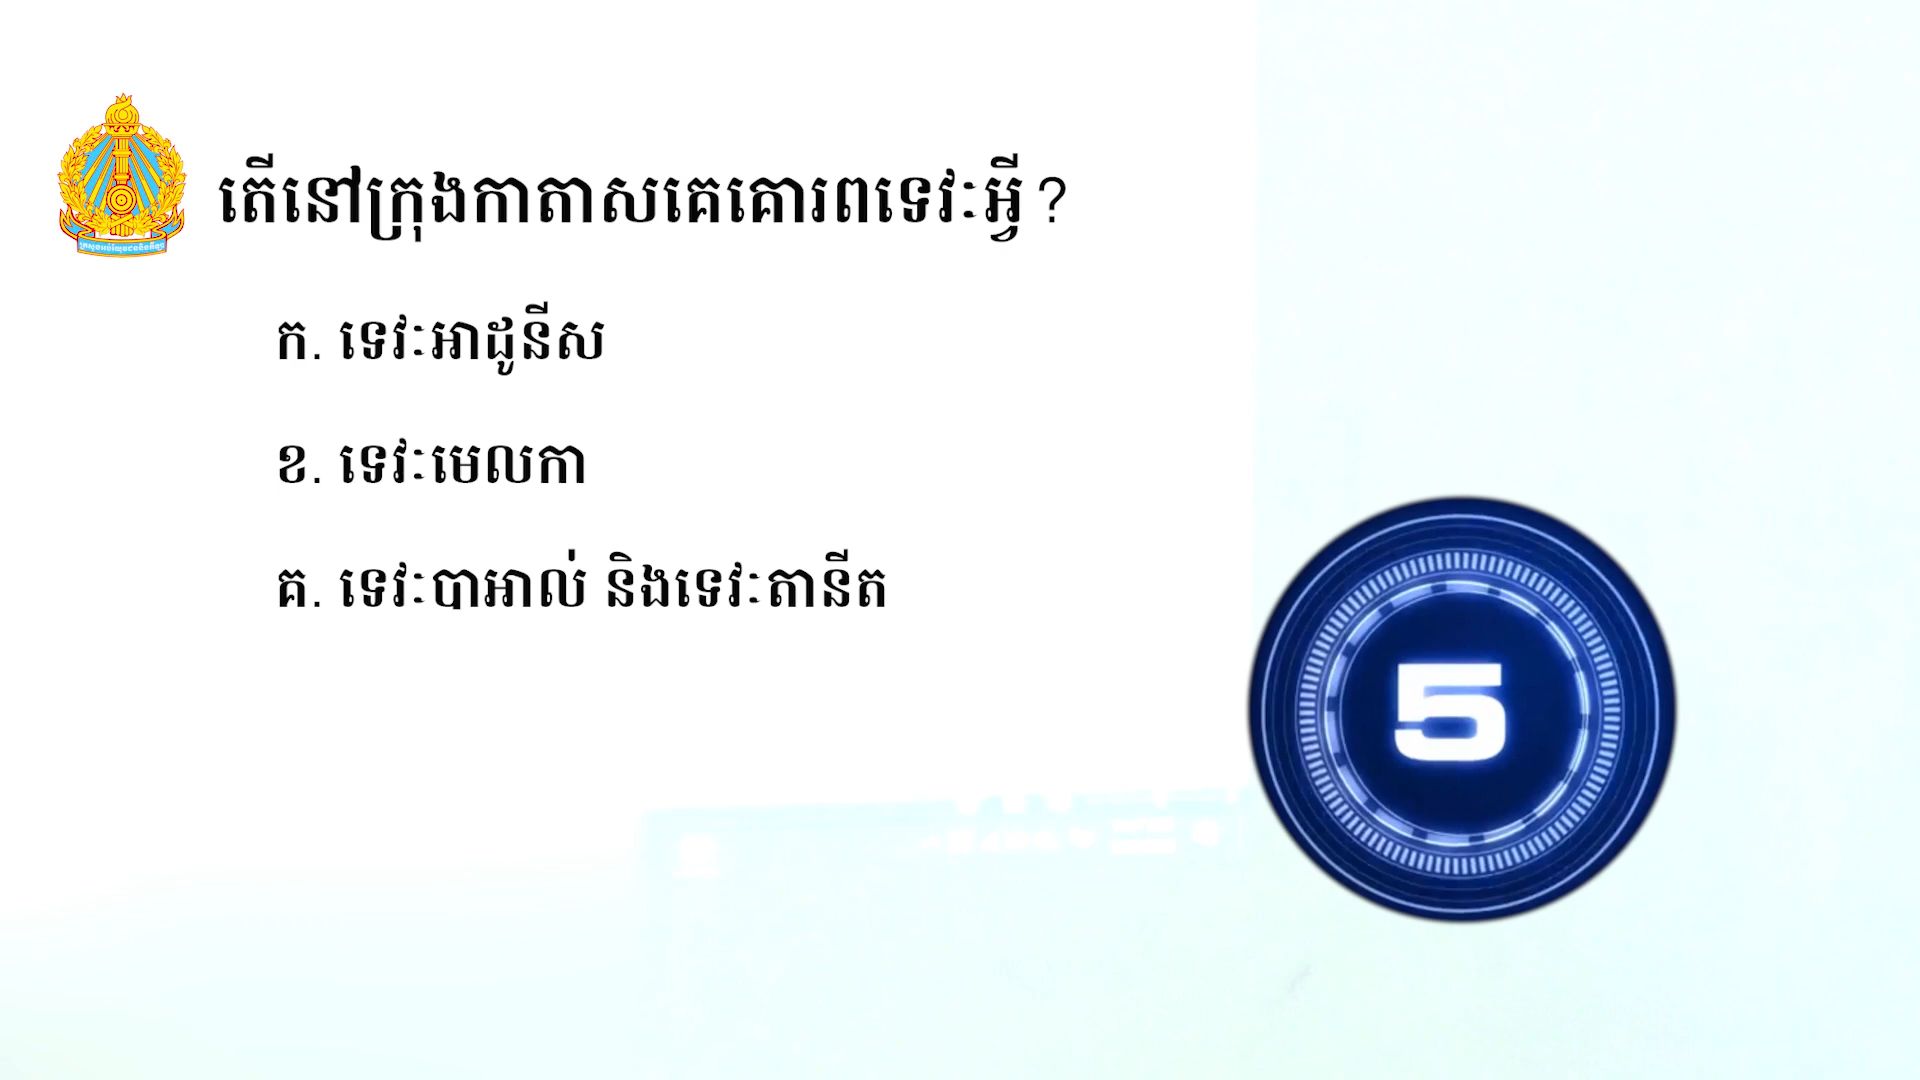 តើនៅក្រុងកាតាសគេគោរពទេវៈអ្វី ?
ក. ទេវៈអាដូនីស
ខ. ទេវៈមេលកា
គ. ទេវៈបាអាល់ និងទេវៈតានីត
5